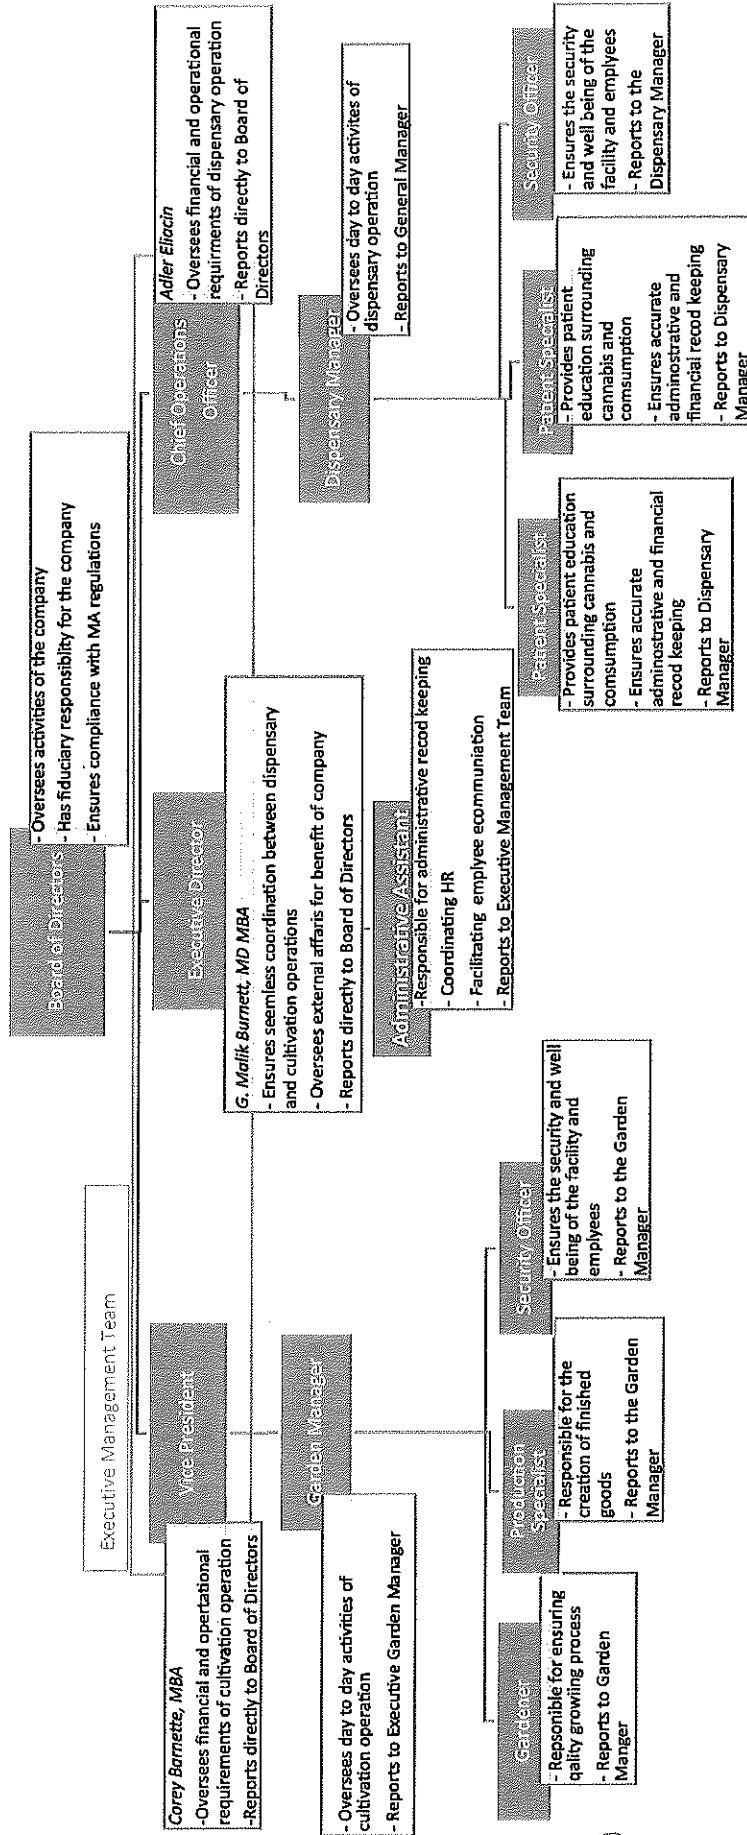 Board of Directors
- Oversees activities of the company
- Has fiduciary responsiblity for the company
- Ensures compliance with MA regulations
Executive Management Team
Vice President
Corey Barnette, MBA
-Oversees financial and opertational
requirements of cultivation operation
-Reports directly to Board of Directors
Executive Director
G. Malik Burnett, MD MBA
- Ensures seemless coordination between dispensary
and cultivation operations
- Oversees external affaris for benefit of company
- Reports directly to Board of Directors
Chief Operations
Officer
Adler Eliacin
- Oversees financial and operational
requirments of dispensary operation
- Reports directly to Board of
Directors
Garden Manager
- Oversees day to day activities of
cultivation operation
- Reports to Executive Garden Manager
Administrative Assistant
-Responsible for administrative recod keeping
- Coordinating HR
- Facilitating emplyee ecommuniation
- Reports to Executive Management Team
Dispensary Manager
- Oversees day to day activites of
dispensary operation
- Reports to General Manager
Gardener
- Repsonible for ensuring
qality growiing process
- Reports to Garden
Manger
Production
Specialist
- Responsible for the
creation of finished
goods
- Reports to the Garden
Manager
Security Officer
- Ensures the security and well
being of the facility and
emplyees
- Reports to the Garden
Manager
Patient Specialist
- Provides patient education
surrounding cannabis and
comsumption
- Ensures accurate
adminostrative and financial
recod keeping
- Reports to Dispensary
Manager
Patient Specialist
- Provides patient
education surrounding
cannabis and
comsumption
- Ensures accurate
adminostrative and
financial recod keeping
- Reports to Dispensary
Manager
Security Officer
- Ensures the security
and well being of the
facility and emplyees
- Reports to the
Dispensary Manager